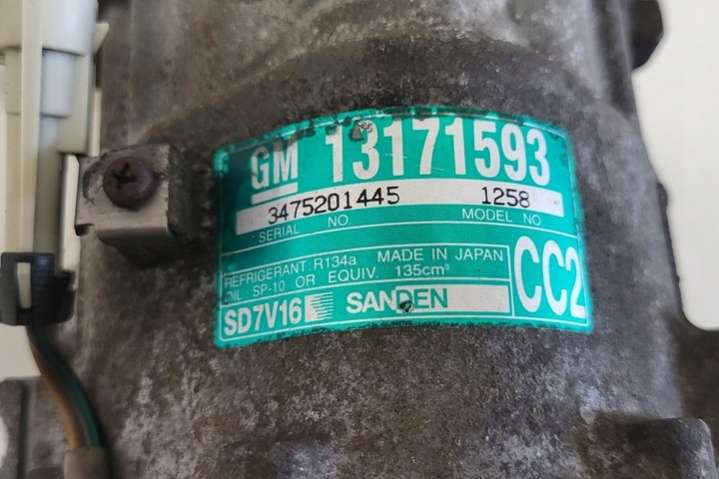 GM 13171593
3475201445 1258
SERIAL NO. MODEL NO
REFRIGERANT R134a MADE IN JAPAN
OIL SP-10 OR EQUIV. 135cm³
CC2
SD7V16 SANDEN